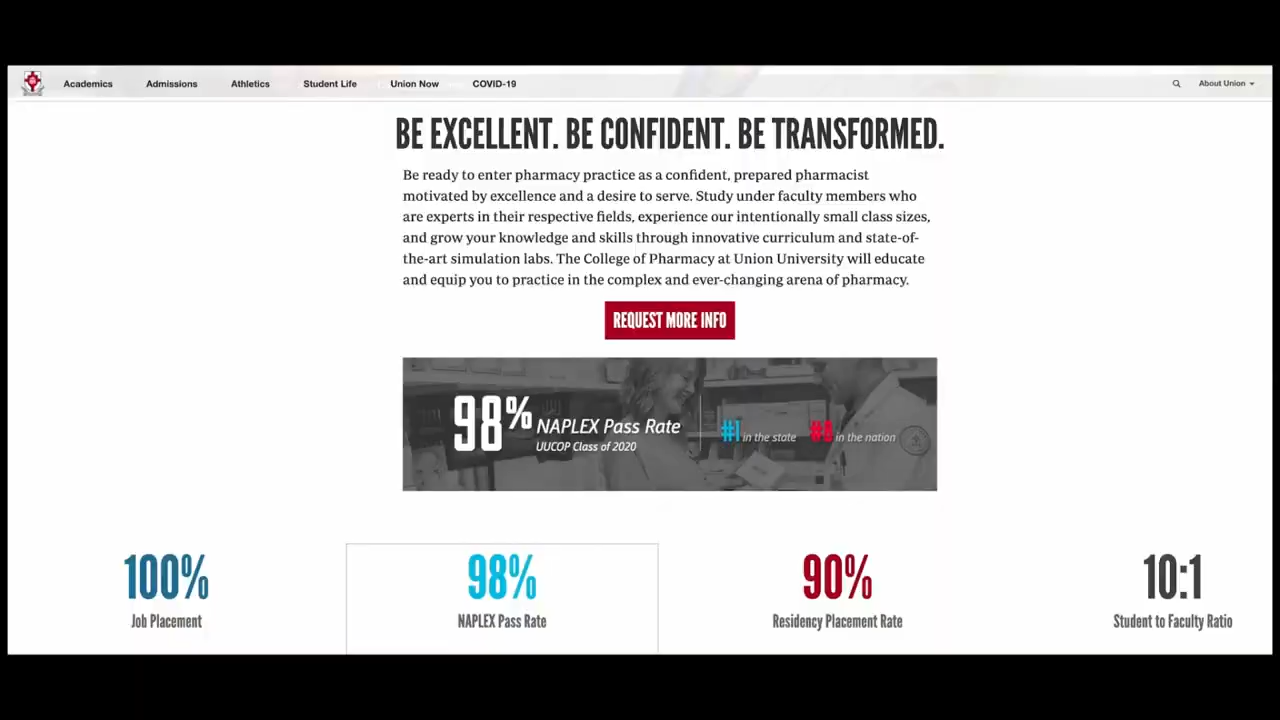 Academics Admissions Athletics Student Life Union Now COVID-19 About Union
BE EXCELLENT. BE CONFIDENT. BE TRANSFORMED.
Be ready to enter pharmacy practice as a confident, prepared pharmacist
motivated by excellence and a desire to serve. Study under faculty members who
are experts in their respective fields, experience our intentionally small class sizes,
and grow your knowledge and skills through innovative curriculum and state-of-
the-art simulation labs. The College of Pharmacy at Union University will educate
and equip you to practice in the complex and ever-changing arena of pharmacy.
REQUEST MORE INFO
98% NAPLEX Pass Rate
UUCOP Class of 2020
#1 in the state in the nation
100% 98% 90% 10:1
Job Placement NAPLEX Pass Rate Residency Placement Rate Student to Faculty Ratio